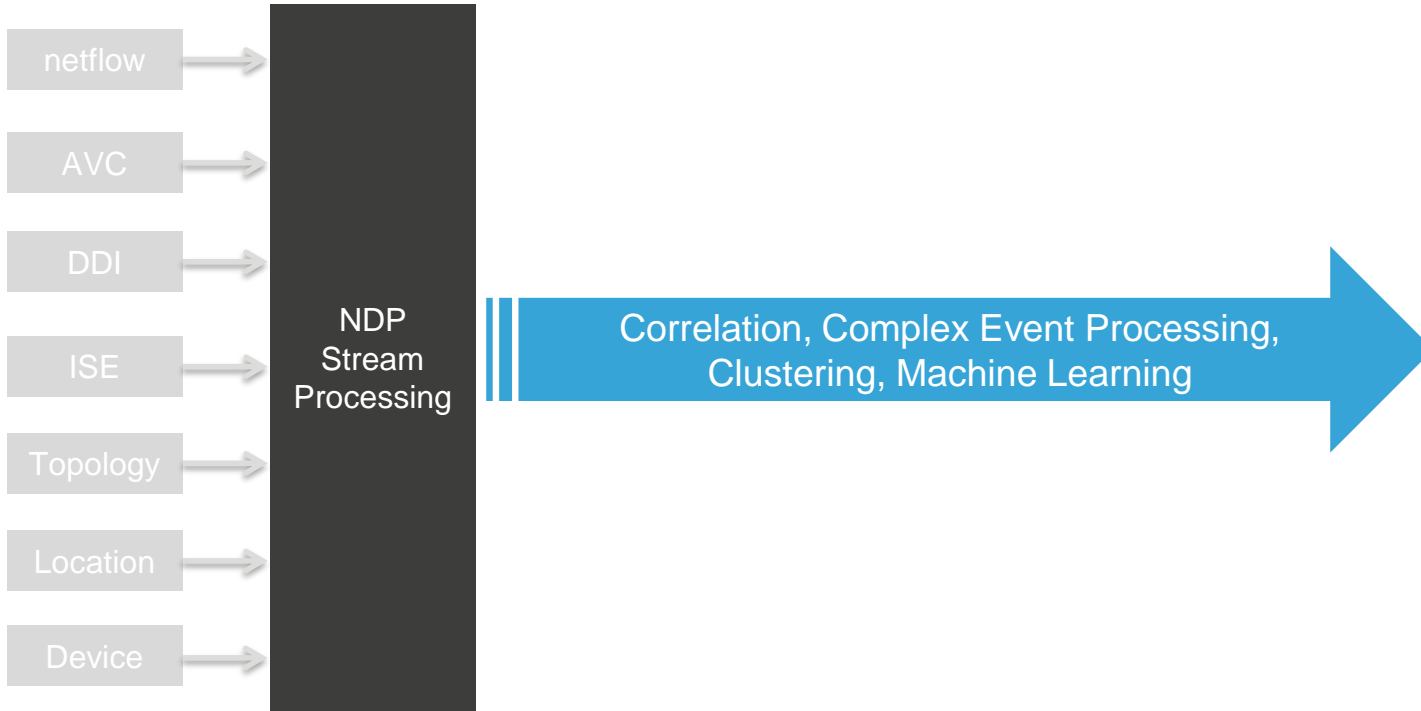 netflow
AVC
DDI
ISE
Topology
Location
Device
NDP
Stream
Processing
Correlation, Complex Event Processing,
Clustering, Machine Learning